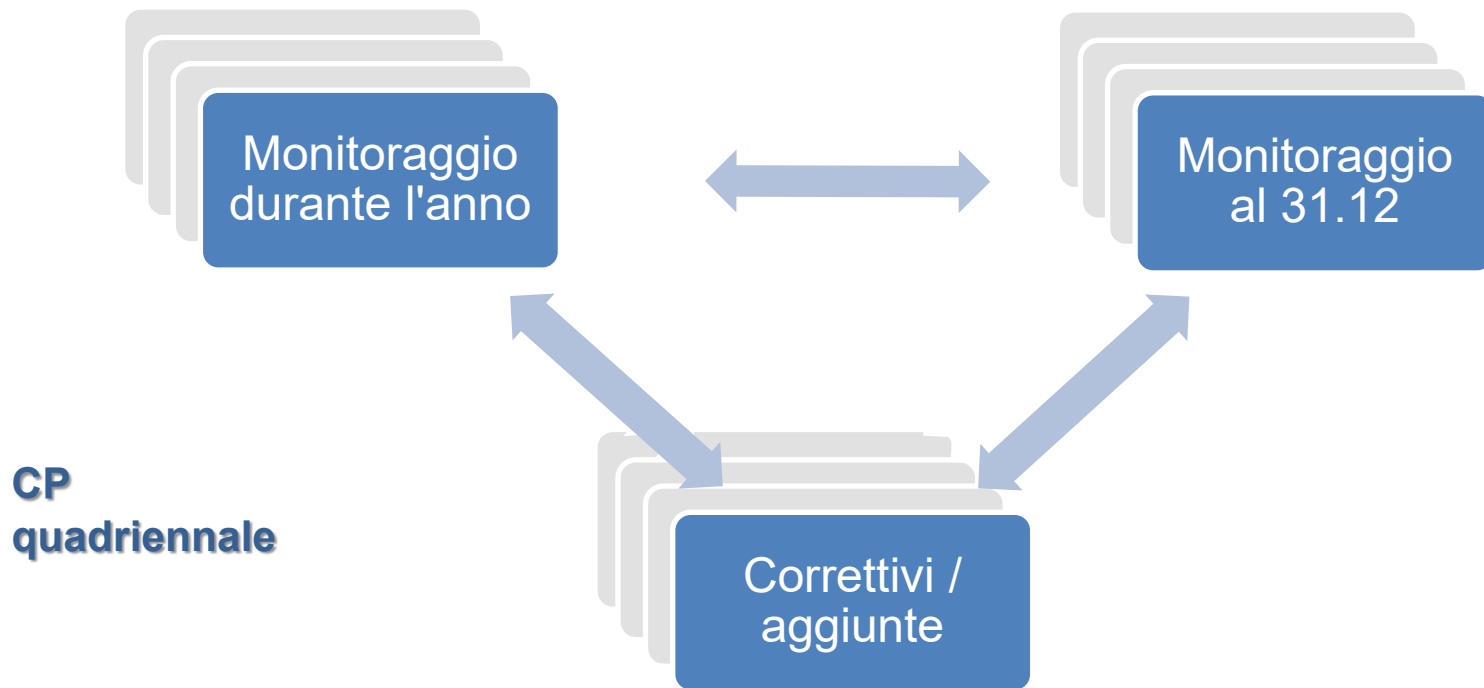 Monitoraggio
durante l'anno
Monitoraggio
al 31.12
CP
quadriennale
Correttivi /
aggiunte